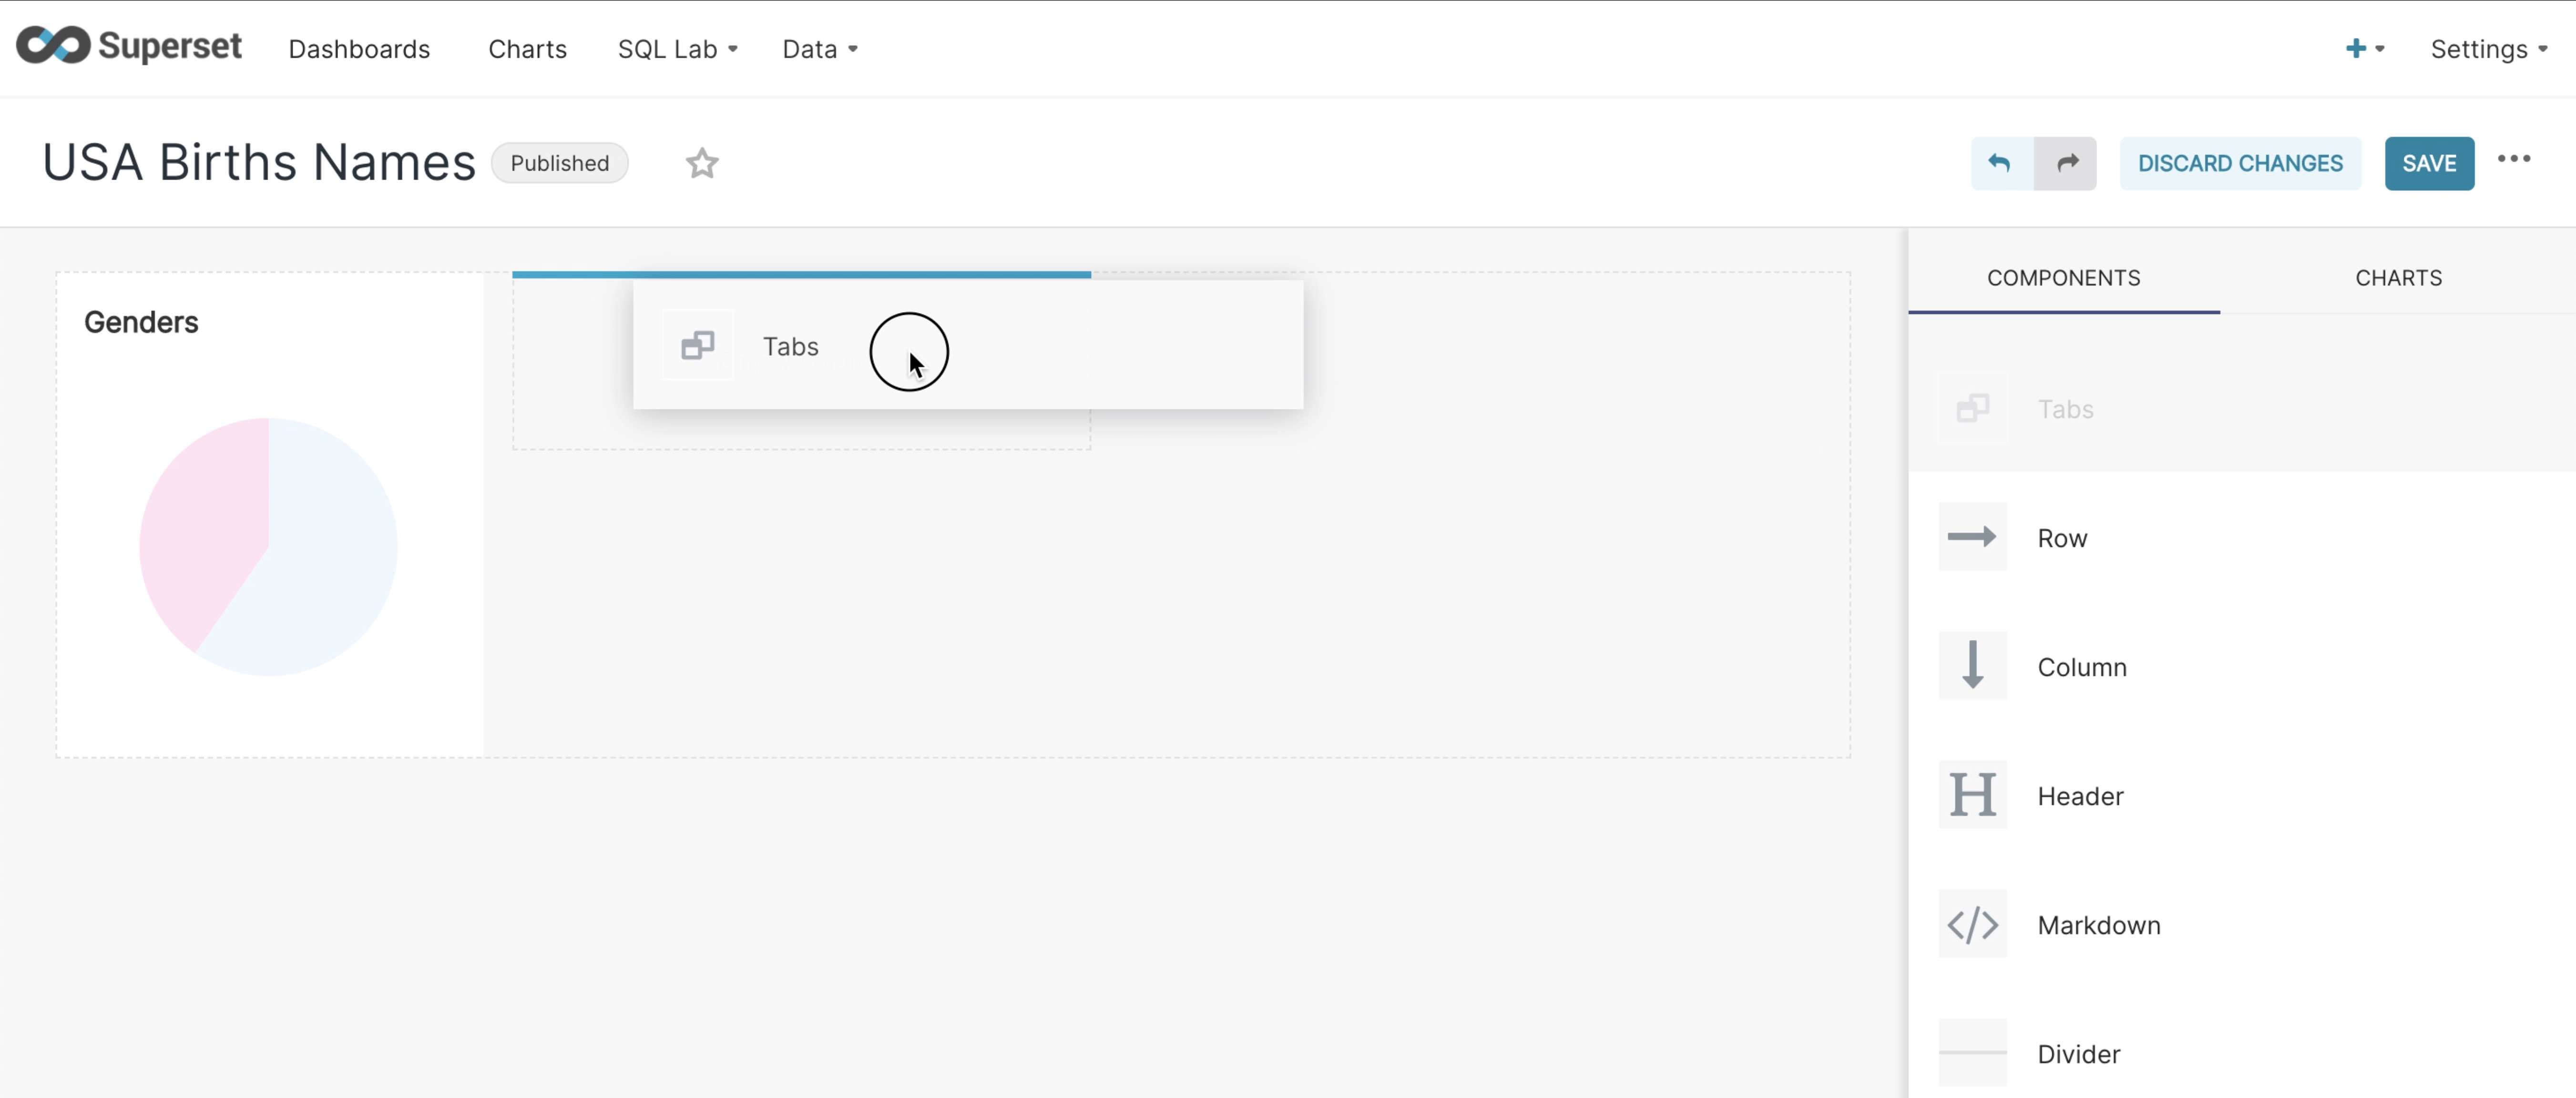 Superset Dashboards Charts SQL Lab Data Settings
USA Births Names Published DISCARD CHANGES SAVE
Genders
Tabs
COMPONENTS CHARTS
Tabs
Row
Column
Header
Markdown
Divider